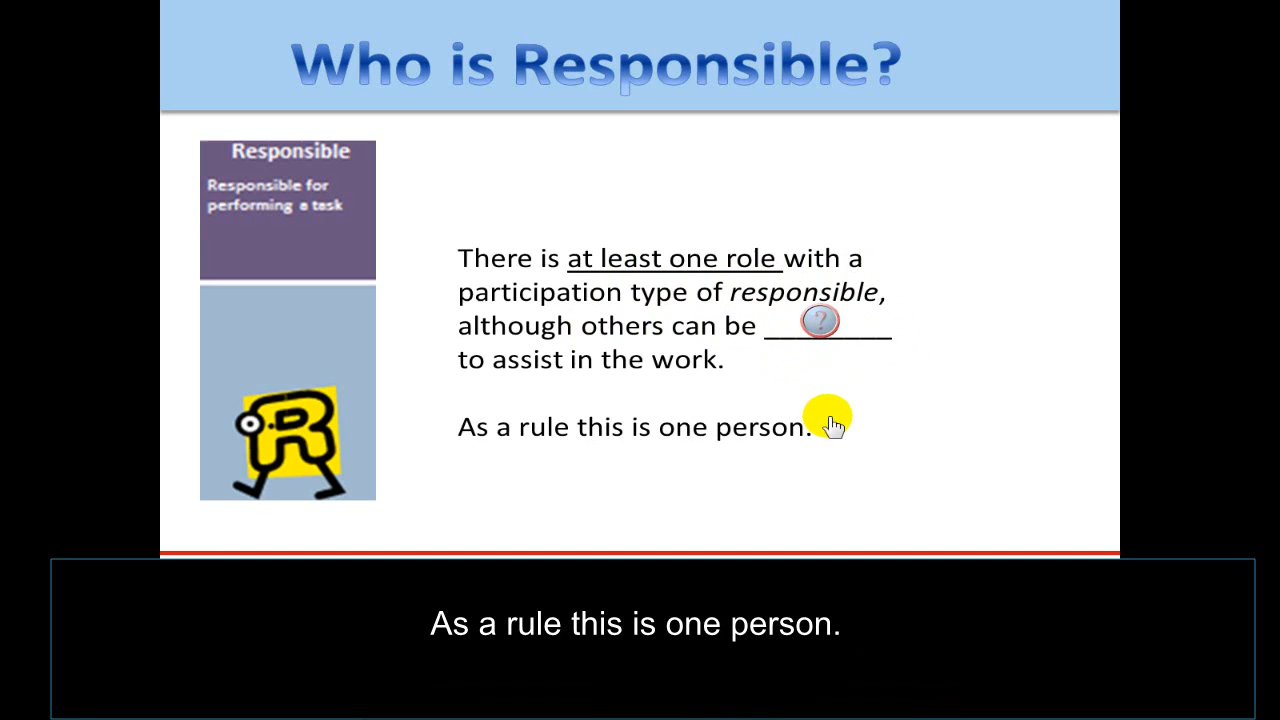 Who is Responsible?
Responsible
Responsible for
performing a task
There is at least one role with a
participation type of responsible,
although others can be ________
?
to assist in the work.
As a rule this is one person.
R
As a rule this is one person.